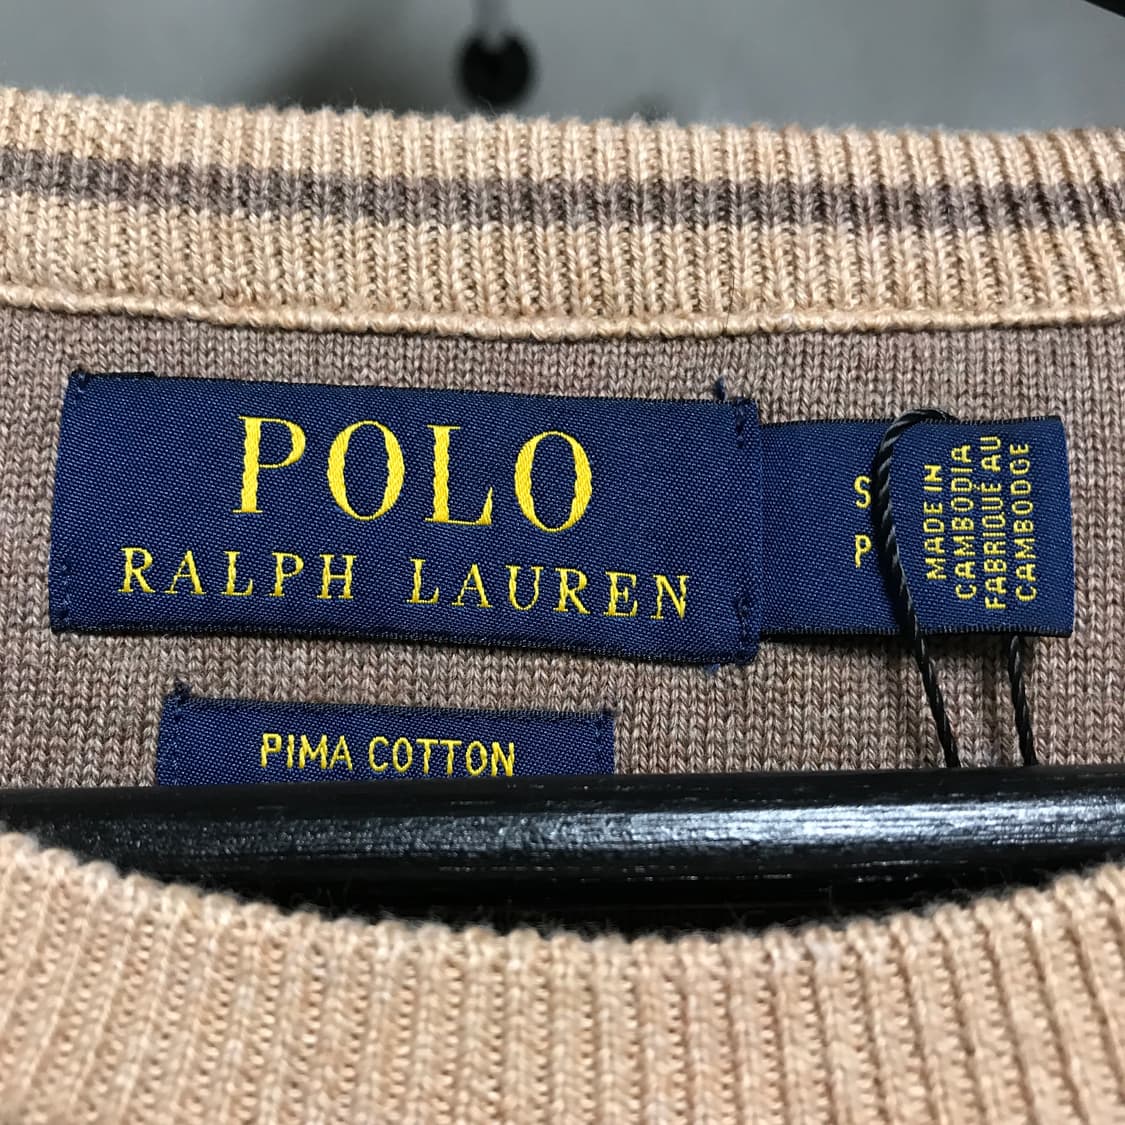 POLO
RALPH LAUREN
S
P
MADE IN
CAMBODIA
FABRIQUÉ AU
CAMBODGE
PIMA COTTON